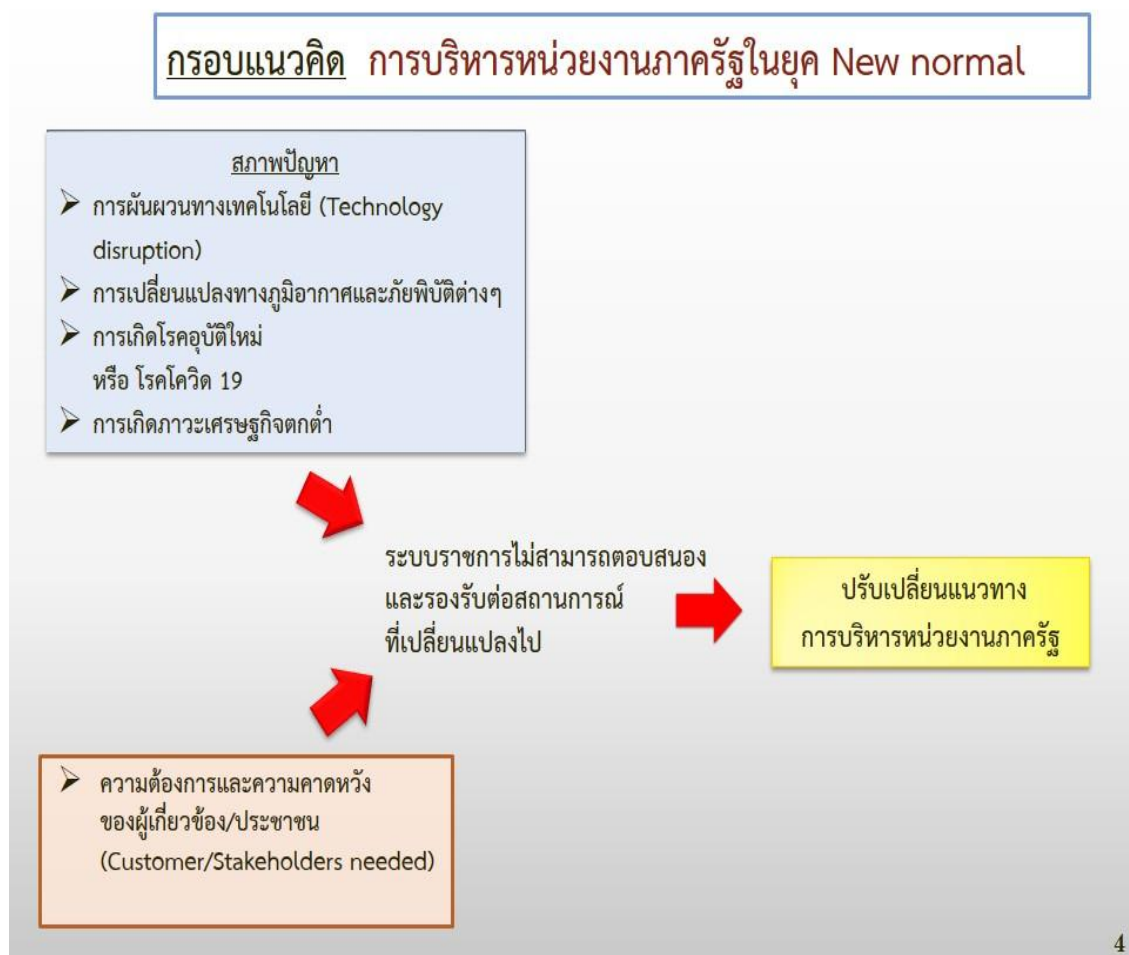 กรอบแนวคิด การบริหารหน่วยงานภาครัฐในยุค New normal
สภาพปัญหา
➢ การผันผวนทางเทคโนโลยี (Technology
disruption)
➢ การเปลี่ยนแปลงทางภูมิอากาศและภัยพิบัติต่างๆ
➢ การเกิดโรคอุบัติใหม่
หรือ โรคโควิด 19
➢ การเกิดภาวะเศรษฐกิจตกต่ำ
ระบบราชการไม่สามารถตอบสนอง
และรองรับต่อสถานการณ์
ที่เปลี่ยนแปลงไป
ปรับเปลี่ยนแนวทาง
การบริหารหน่วยงานภาครัฐ
➢ ความต้องการและความคาดหวัง
ของผู้เกี่ยวข้อง/ประชาชน
(Customer/Stakeholders needed)
4